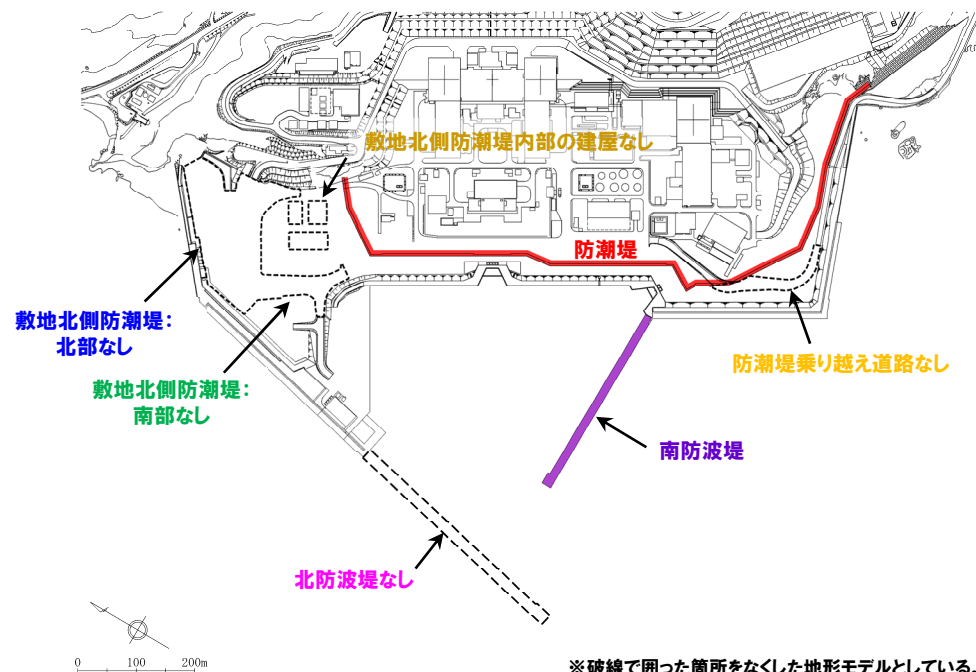 敷地北側防潮堤内部の建屋なし
防潮堤
敷地北側防潮堤：
北部なし
敷地北側防潮堤：
南部なし
防潮堤乗り越え道路なし
南防波堤
北防波堤なし
0 100 200m
※破線で囲った箇所をなくした地形モデルとしている。